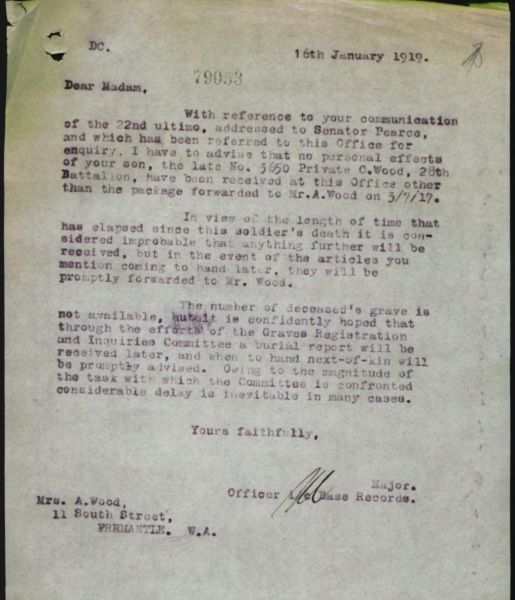 DC.
16th January 1919.
79053
Dear Madam,
With reference to your communication
of the 22nd ultimo, addressed to Senator Pearce,
and which has been referred to this Office for
enquiry, I have to advise that no personal effects
of your son, the late No. 3650 Private C.Wood, 28th
Battalion, have been received at this Office other
than the package forwarded to Mr.A.Wood on 5/7/17.
In view of the length of time that
has elapsed since this soldier's death it is con-
sidered improbable that anything further will be
received, but in the event of the articles you
mention coming to hand later, they will be
promptly forwarded to Mr. Wood.
The number of deceased's grave is
not available, but it is confidently hoped that
through the efforts of the Graves Registration
and Inquiries Committee a burial report will be
received later, and when to hand next-of-kin will
be promptly advised. Owing to the magnitude of
the task with which the Committee is confronted
considerable delay is inevitable in many cases.
Yours faithfully,
Major.
Officer i/c Base Records.
Mrs. A.Wood,
11 South Street,
FREMANTLE. W.A.